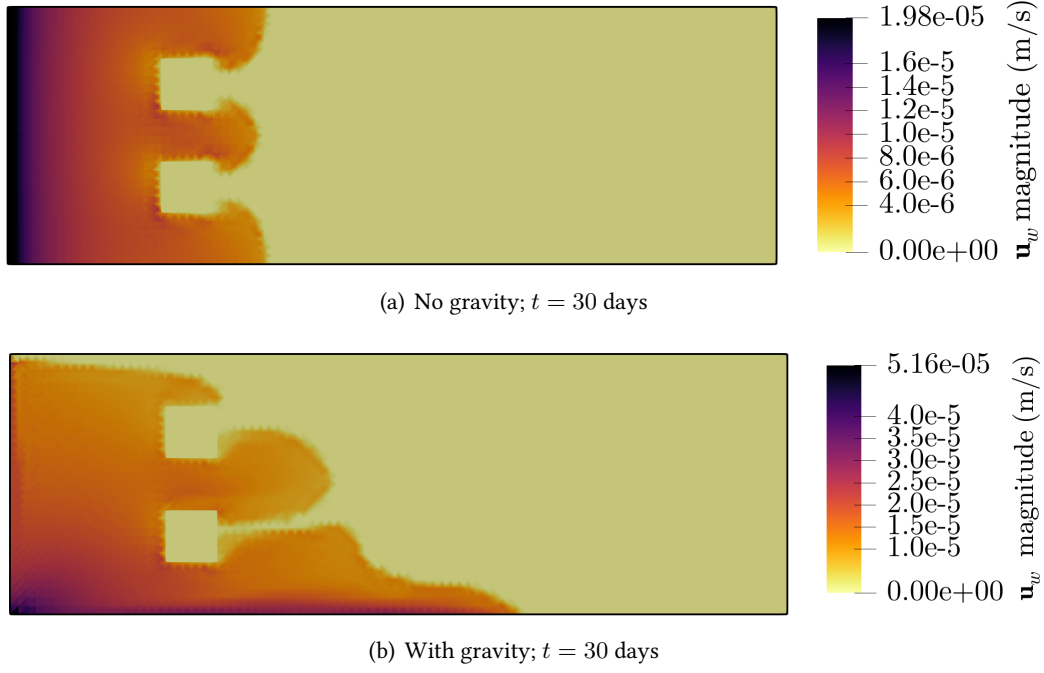 1.98e-05
1.6e-5
1.4e-5
1.2e-5
1.0e-5
8.0e-6
6.0e-6
4.0e-6
0.00e+00
u_w magnitude (m/s)
(a) No gravity; t = 30 days
5.16e-05
4.0e-5
3.5e-5
3.0e-5
2.5e-5
2.0e-5
1.5e-5
1.0e-5
0.00e+00
u_w magnitude (m/s)
(b) With gravity; t = 30 days